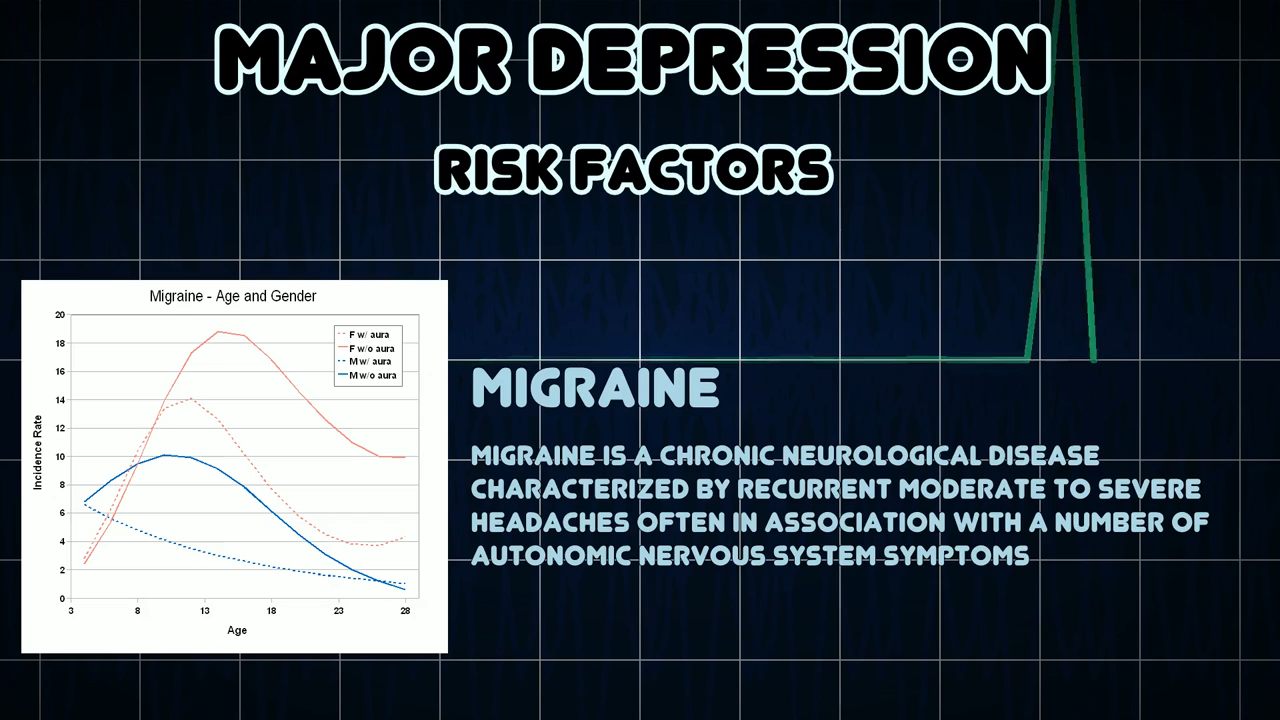 MAJOR DEPRESSION
RISK FACTORS
Migraine - Age and Gender
20
18
16
14
12
10
8
6
4
2
0
Incidence Rate
F w/ aura
F w/o aura
M w/ aura
M w/o aura
3 8 13 18 23 28
Age
MIGRAINE
MIGRAINE IS A CHRONIC NEUROLOGICAL DISEASE
CHARACTERIZED BY RECURRENT MODERATE TO SEVERE
HEADACHES OFTEN IN ASSOCIATION WITH A NUMBER OF
AUTONOMIC NERVOUS SYSTEM SYMPTOMS